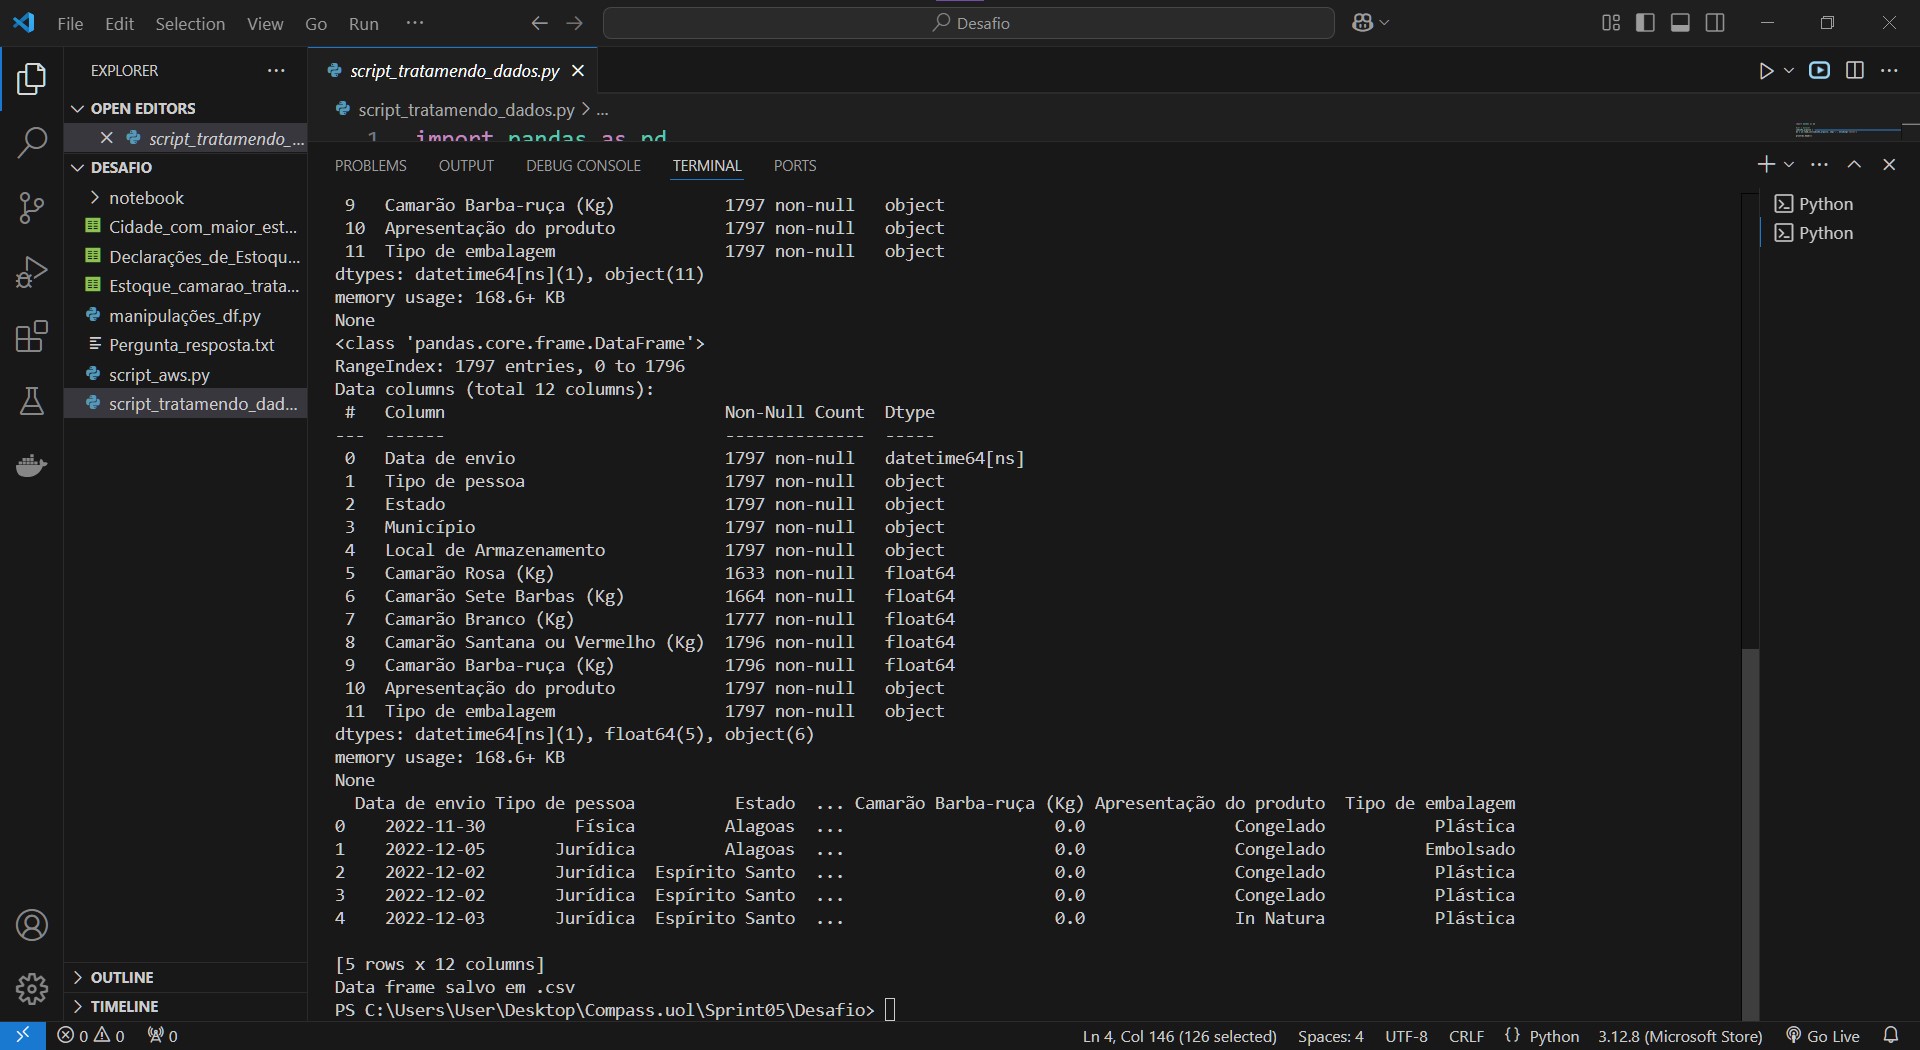 File Edit Selection View Go Run ... Desafio
EXPLORER ...
OPEN EDITORS
script_tratamendo_...
DESAFIO
notebook
Cidade_com_maior_est...
Declarações_de_Estoqu...
Estoque_camarao_trata...
manipulações_df.py
Pergunta_resposta.txt
script_aws.py
script_tratamendo_dad...
OUTLINE
TIMELINE
script_tratamendo_dados.py
script_tratamendo_dados.py > ...
1 import pandas as pd
PROBLEMS OUTPUT DEBUG CONSOLE TERMINAL PORTS
9 Camarão Barba-ruça (Kg) 1797 non-null object
10 Apresentação do produto 1797 non-null object
11 Tipo de embalagem 1797 non-null object
dtypes: datetime64[ns](1), object(11)
memory usage: 168.6+ KB
None
<class 'pandas.core.frame.DataFrame'>
RangeIndex: 1797 entries, 0 to 1796
Data columns (total 12 columns):
# Column Non-Null Count Dtype
--- ------ -------------- -----
0 Data de envio 1797 non-null datetime64[ns]
1 Tipo de pessoa 1797 non-null object
2 Estado 1797 non-null object
3 Município 1797 non-null object
4 Local de Armazenamento 1797 non-null object
5 Camarão Rosa (Kg) 1633 non-null float64
6 Camarão Sete Barbas (Kg) 1664 non-null float64
7 Camarão Branco (Kg) 1777 non-null float64
8 Camarão Santana ou Vermelho (Kg) 1796 non-null float64
9 Camarão Barba-ruça (Kg) 1796 non-null float64
10 Apresentação do produto 1797 non-null object
11 Tipo de embalagem 1797 non-null object
dtypes: datetime64[ns](1), float64(5), object(6)
memory usage: 168.6+ KB
None
Data de envio Tipo de pessoa Estado ... Camarão Barba-ruça (Kg) Apresentação do produto Tipo de embalagem
0 2022-11-30 Física Alagoas ... 0.0 Congelado Plástica
1 2022-12-05 Jurídica Alagoas ... 0.0 Congelado Embolsado
2 2022-12-02 Jurídica Espírito Santo ... 0.0 Congelado Plástica
3 2022-12-02 Jurídica Espírito Santo ... 0.0 Congelado Plástica
4 2022-12-03 Jurídica Espírito Santo ... 0.0 In Natura Plástica
[5 rows x 12 columns]
Data frame salvo em .csv
PS C:\Users\User\Desktop\Compass.uol\Sprint05\Desafio>
Python
Python
0 0 0 Ln 4, Col 146 (126 selected) Spaces: 4 UTF-8 CRLF {} Python 3.12.8 (Microsoft Store) Go Live